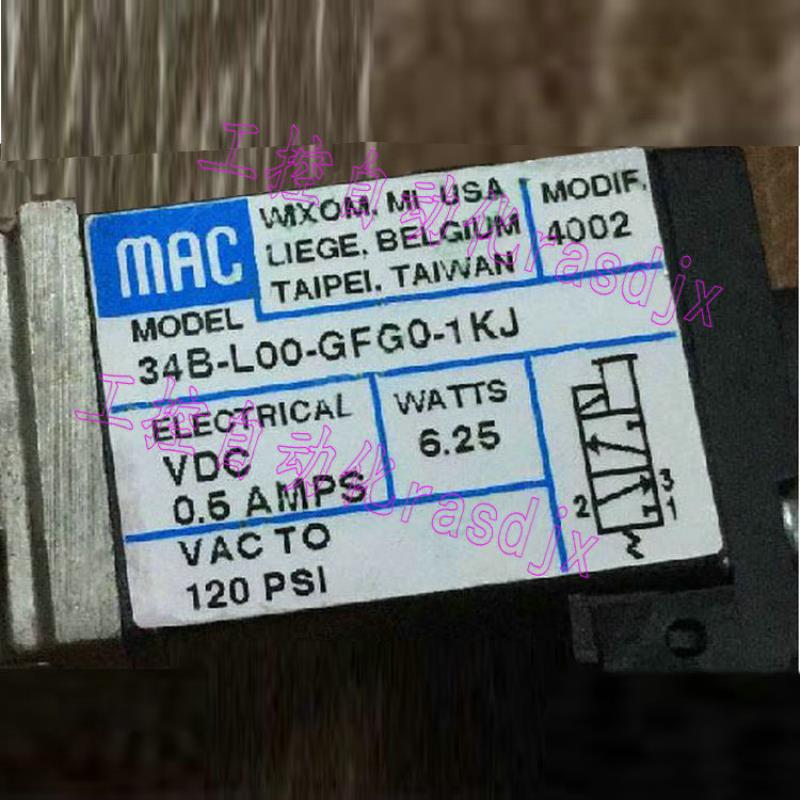 工控自动化rasdjx
MAC
WIXOM, MI, USA
LIEGE, BELGIUM
TAIPEI, TAIWAN
MODIF.
4002
MODEL
34B-L00-GFG0-1KJ
工控自动化rasdjx
ELECTRICAL
VDC
0.5 AMPS
WATTS
6.25
2
3
1
VAC TO
120 PSI